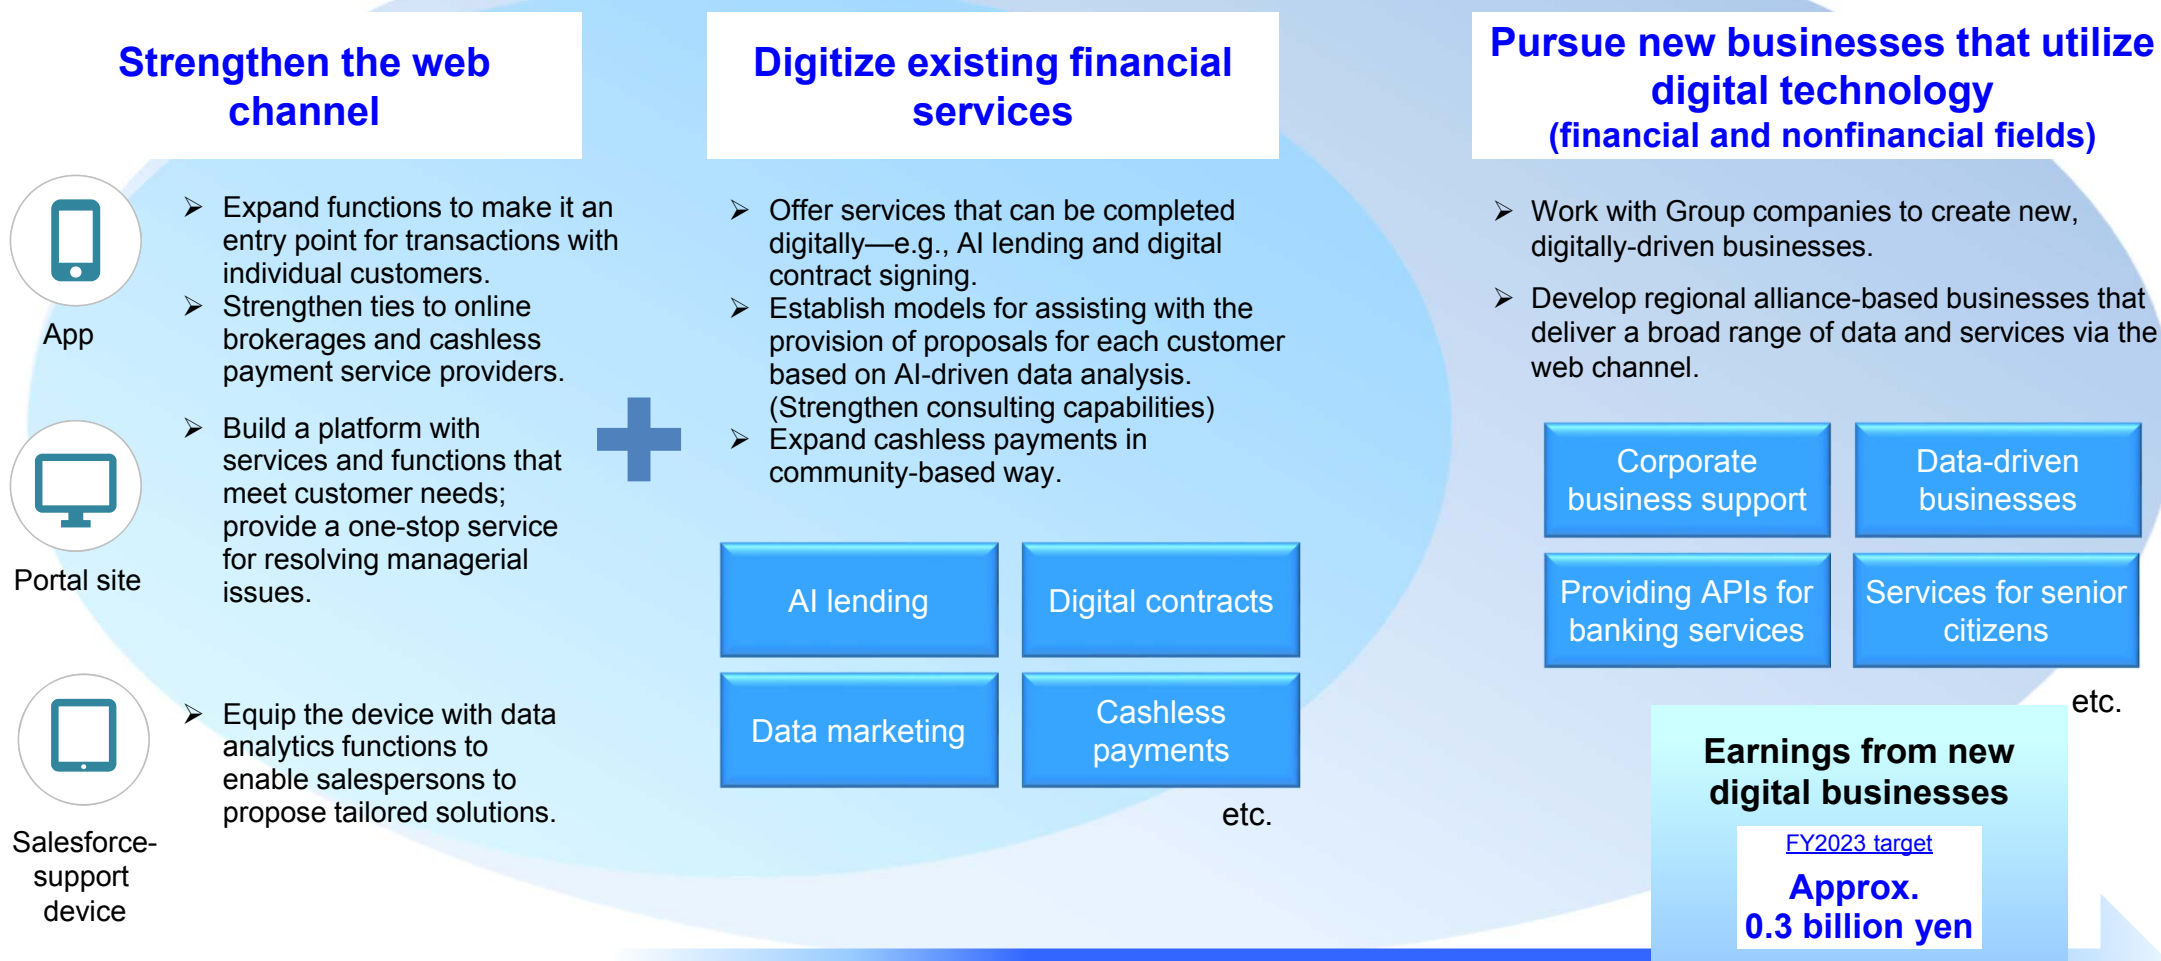 Strengthen the web
channel
App
➢ Expand functions to make it an
entry point for transactions with
individual customers.
➢ Strengthen ties to online
brokerages and cashless
payment service providers.
Portal site
➢ Build a platform with
services and functions that
meet customer needs;
provide a one-stop service
for resolving managerial
issues.
Salesforce-
support
device
➢ Equip the device with data
analytics functions to
enable salespersons to
propose tailored solutions.
Digitize existing financial
services
➢ Offer services that can be completed
digitally—e.g., AI lending and digital
contract signing.
➢ Establish models for assisting with the
provision of proposals for each customer
based on AI-driven data analysis.
(Strengthen consulting capabilities)
➢ Expand cashless payments in
community-based way.
AI lending
Digital contracts
Data marketing
Cashless
payments
etc.
Pursue new businesses that utilize
digital technology
(financial and nonfinancial fields)
➢ Work with Group companies to create new,
digitally-driven businesses.
➢ Develop regional alliance-based businesses that
deliver a broad range of data and services via the
web channel.
Corporate
business support
Data-driven
businesses
Providing APIs for
banking services
Services for senior
citizens
etc.
Earnings from new
digital businesses
FY2023 target
Approx.
0.3 billion yen